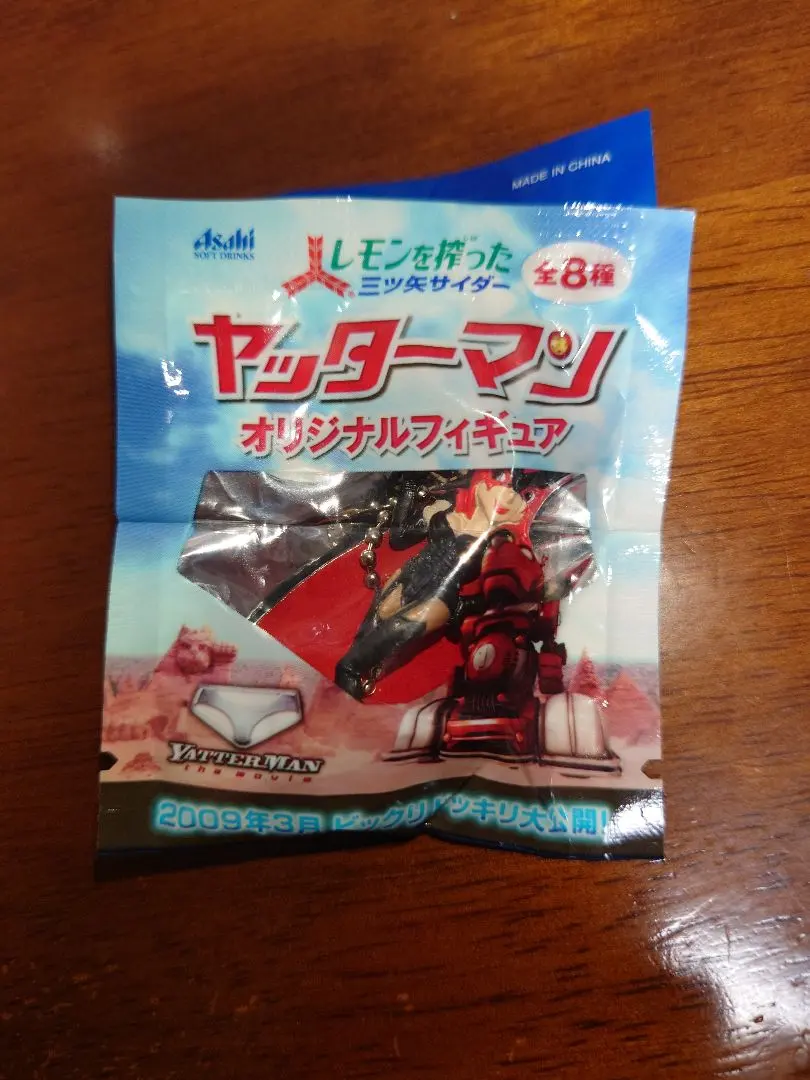 MADE IN CHINA
Asahi
SOFT DRINKS
レモンを搾った
三ツ矢サイダー
全8種
ヤッターマン
オリジナルフィギュア
YATTERMAN
the movie
2009年3月 ビックリドッキリ大公開!